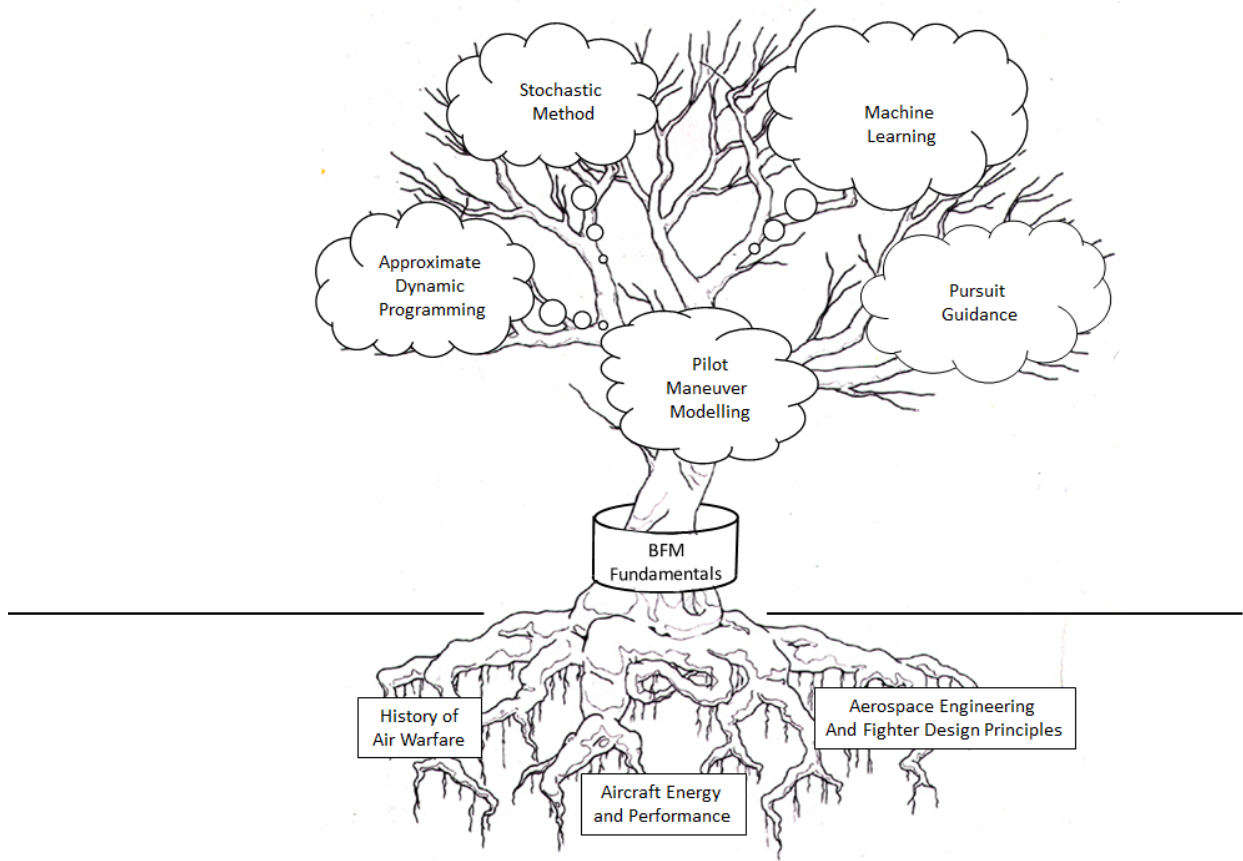 Stochastic
Method
Machine
Learning
Approximate
Dynamic
Programming
Pursuit
Guidance
Pilot
Maneuver
Modelling
BFM
Fundamentals
History of
Air Warfare
Aerospace Engineering
And Fighter Design Principles
Aircraft Energy
and Performance